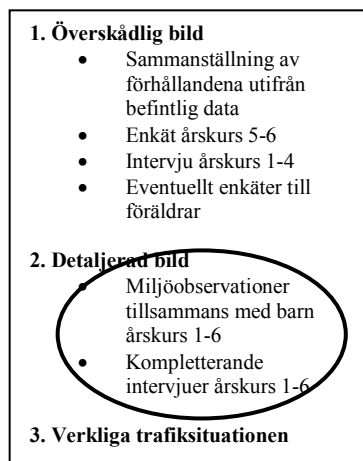 1. Överskådlig bild
• Sammanställning av
förhållandena utifrån
befintlig data
• Enkät årskurs 5-6
• Intervju årskurs 1-4
• Eventuellt enkäter till
föräldrar
2. Detaljerad bild
• Miljöobservationer
tillsammans med barn
årskurs 1-6
• Kompletterande
intervjuer årskurs 1-6
3. Verkliga trafiksituationen